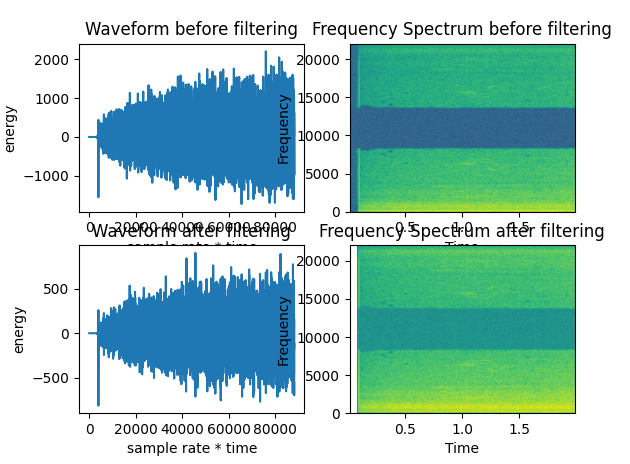 Waveform before filtering
energy
2000
1000
0
−1000
0 20000 40000 60000 80000
sample rate * time
Frequency Spectrum before filtering
Frequency
20000
15000
10000
5000
0
0.5 1.0 1.5
Time
Waveform after filtering
energy
500
0
−500
0 20000 40000 60000 80000
sample rate * time
Frequency Spectrum after filtering
Frequency
20000
15000
10000
5000
0
0.5 1.0 1.5
Time